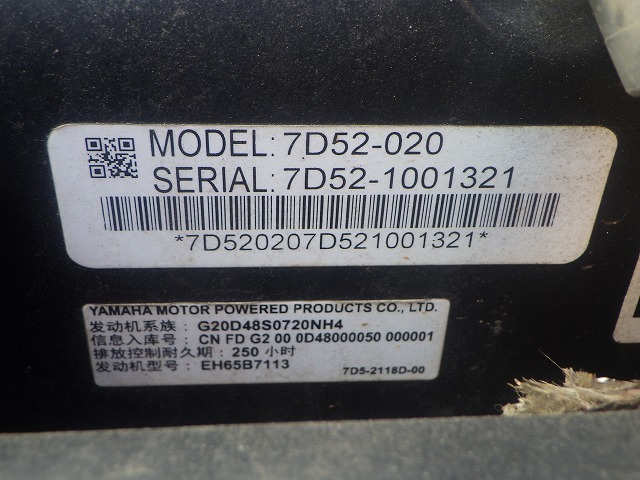 MODEL: 7D52-020
SERIAL: 7D52-1001321
*7D520207D521001321*
YAMAHA MOTOR POWERED PRODUCTS CO., LTD.
发动机系族：G20D48S0720NH4
信息入库号：CN FD G2 00 0D48000050 000001
排放控制耐久期：250 小时
发动机型号：EH65B7113
7D5-2118D-00